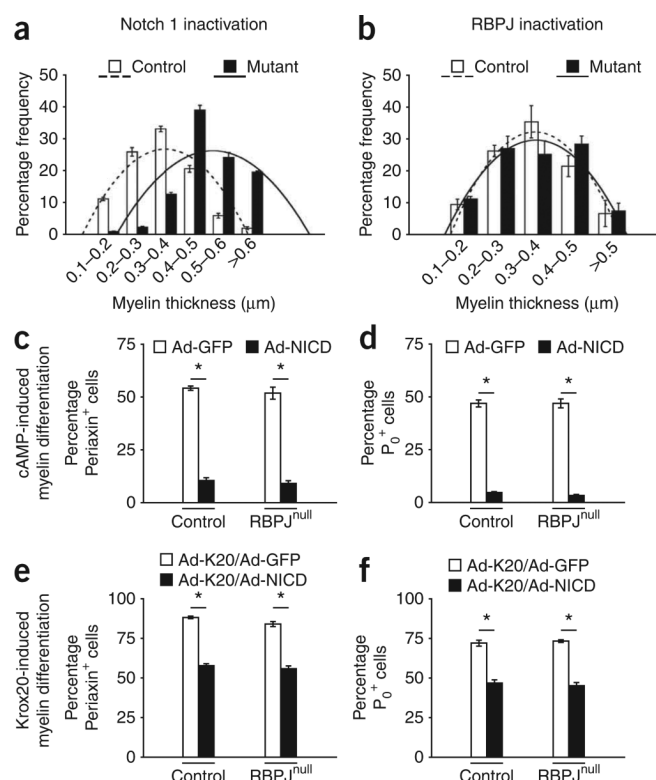 a Notch 1 inactivation
Control Mutant
Percentage frequency
50
40
30
20
10
0
0.1–0.2
0.2–0.3
0.3–0.4
0.4–0.5
0.5–0.6
>0.6
Myelin thickness (μm)
b RBPJ inactivation
Control Mutant
Percentage frequency
50
40
30
20
10
0
0.1–0.2
0.2–0.3
0.3–0.4
0.4–0.5
>0.5
Myelin thickness (μm)
c
Ad-GFP Ad-NICD
cAMP-induced
myelin differentiation
Percentage
Periaxin+ cells
75
50
25
0
* *
Control RBPJnull
d
Ad-GFP Ad-NICD
Percentage
P0+ cells
75
50
25
0
* *
Control RBPJnull
e
Ad-K20/Ad-GFP
Ad-K20/Ad-NICD
Krox20-induced
myelin differentiation
Percentage
Periaxin+ cells
100
75
50
25
0
* *
Control RBPJnull
f
Ad-K20/Ad-GFP
Ad-K20/Ad-NICD
Percentage
P0+ cells
100
75
50
25
0
* *
Control RBPJnull